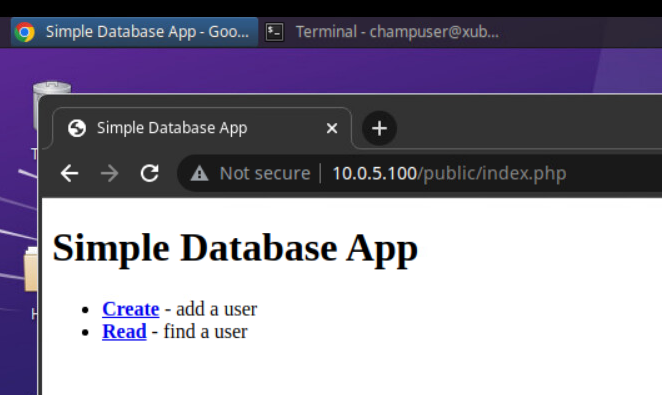 Simple Database App - Goo... Terminal - champuser@xub...
Simple Database App
Not secure | 10.0.5.100/public/index.php
Simple Database App
Create - add a user
Read - find a user